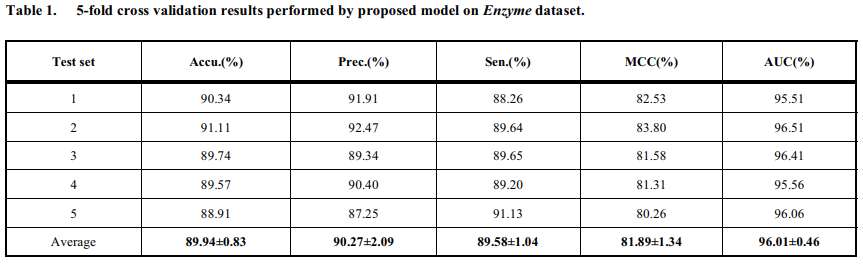 Table 1. 5-fold cross validation results performed by proposed model on Enzyme dataset.
Test set Accu.(%) Prec.(%) Sen.(%) MCC(%) AUC(%)
1 90.34 91.91 88.26 82.53 95.51
2 91.11 92.47 89.64 83.80 96.51
3 89.74 89.34 89.65 81.58 96.41
4 89.57 90.40 89.20 81.31 95.56
5 88.91 87.25 91.13 80.26 96.06
Average 89.94±0.83 90.27±2.09 89.58±1.04 81.89±1.34 96.01±0.46